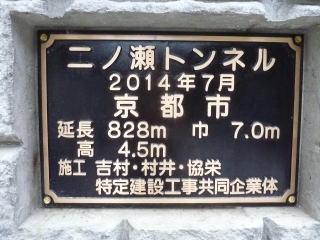 二ノ瀬トンネル
2014年7月
京都市
延長 828m 巾 7.0m
高 4.5m
施工 吉村・村井・協栄
特定建設工事共同企業体